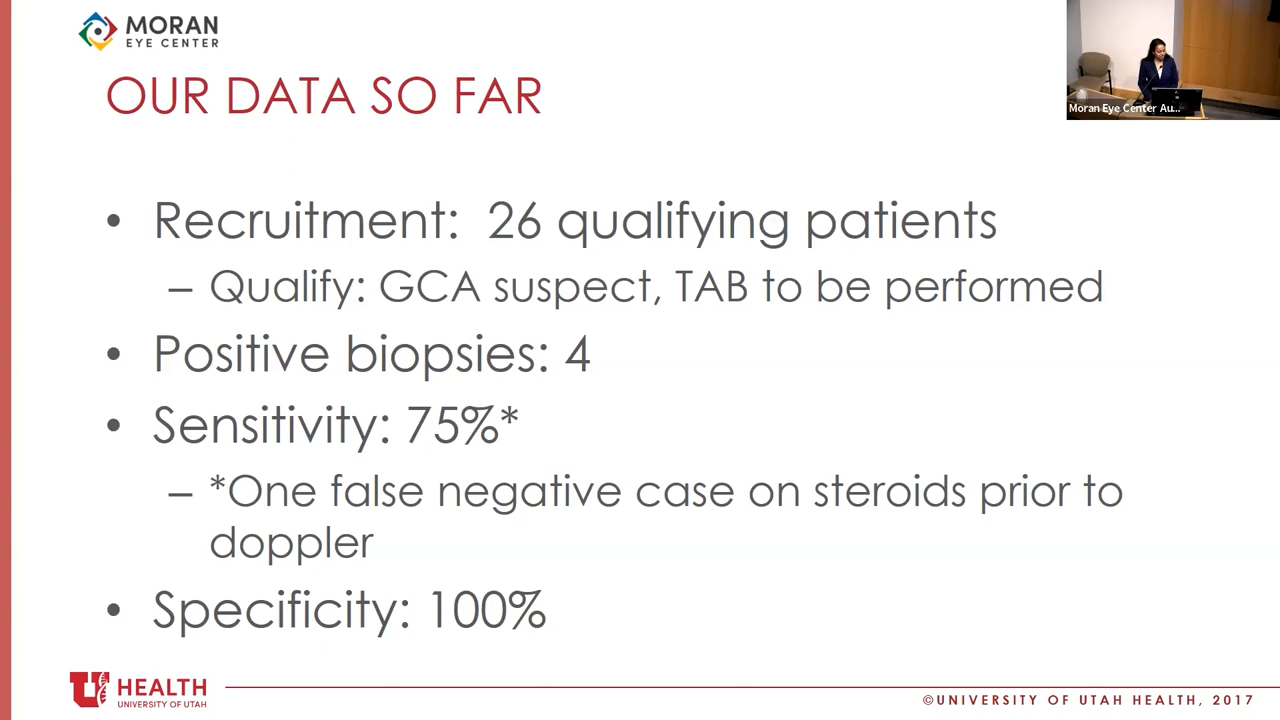 MORAN
EYE CENTER
OUR DATA SO FAR
Moran Eye Center Au...
• Recruitment: 26 qualifying patients
– Qualify: GCA suspect, TAB to be performed
• Positive biopsies: 4
• Sensitivity: 75%*
– *One false negative case on steroids prior to
doppler
• Specificity: 100%
U HEALTH
UNIVERSITY OF UTAH
©UNIVERSITY OF UTAH HEALTH, 2017